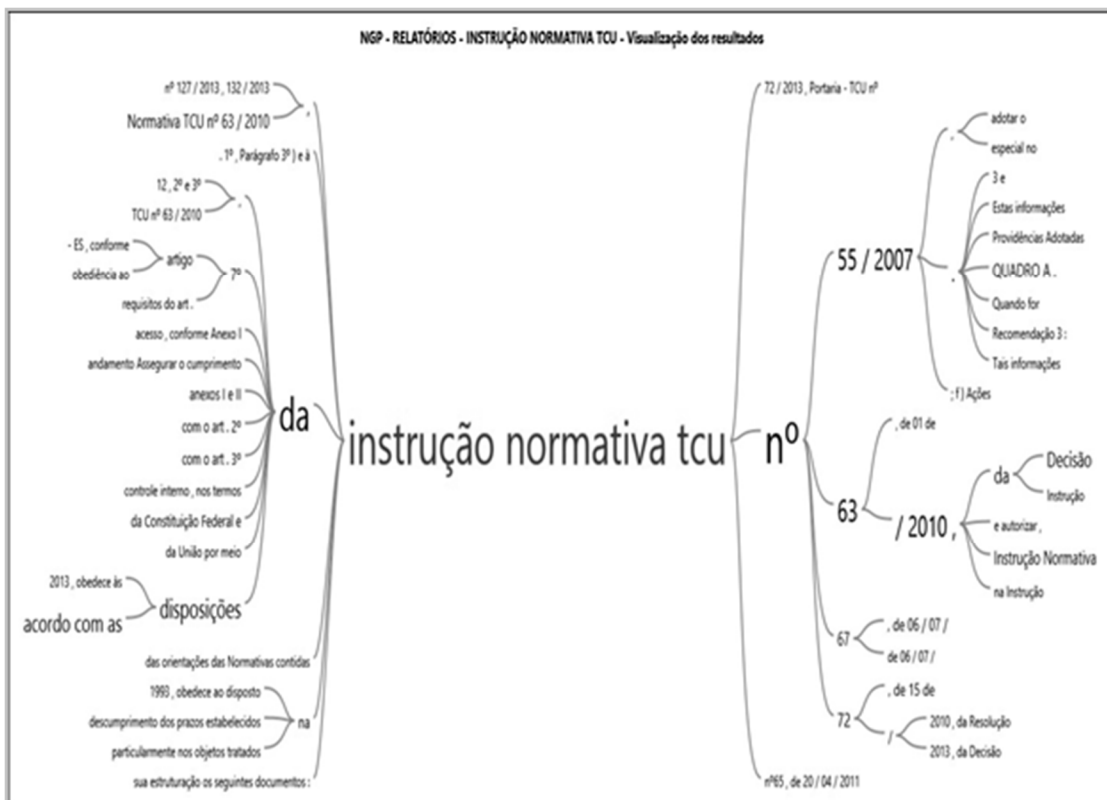 NGP - RELATÓRIOS - INSTRUÇÃO NORMATIVA TCU - Visualização dos resultados
nº 127 / 2013 , 132 / 2013
Normativa TCU nº 63 / 2010
,
. 1º , Parágrafo 3º ) e à
12 , 2º e 3º
TCU nº 63 / 2010
,
- ES , conforme
obediência ao
artigo
requisitos do art .
7º
acesso , conforme Anexo I
andamento Assegurar o cumprimento
anexos I e II
com o art . 2º
com o art . 3º
controle interno , nos termos
da Constituição Federal e
da União por meio
2013 , obedece às
acordo com as
disposições
da
das orientações das Normativas contidas
1993 , obedece ao disposto
descumprimento dos prazos estabelecidos
particularmente nos objetos tratados
na
sua estruturação os seguintes documentos :
instrução normativa tcu
72 / 2013 , Portaria - TCU nº
nº
55 / 2007
,
adotar o
especial no
.
3 e
Estas informações
Providências Adotadas
QUADRO A .
Quando for
Recomendação 3 :
Tais informações
; f ) Ações
63
, de 01 de
/ 2010 ,
da
Decisão
Instrução
e autorizar ,
Instrução Normativa
na Instrução
67
, de 06 / 07 /
de 06 / 07 /
72
, de 15 de
/
2010 , da Resolução
2013 , da Decisão
nº65 , de 20 / 04 / 2011